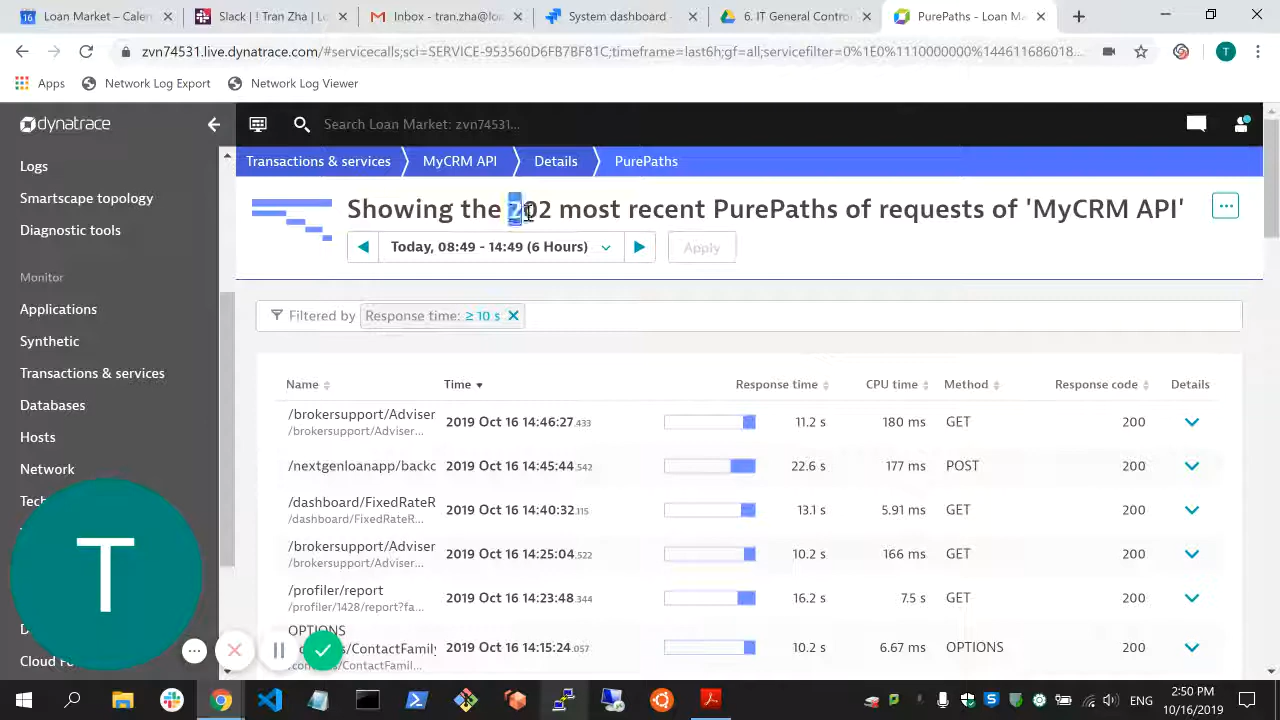 Loan Market - Calen
Slack | ! Tran Zha | Lo
Inbox - tran.zha@loa
System dashboard -
6. IT General Contro
PurePaths - Loan Ma
zvn74531.live.dynatrace.com/#servicecalls;sci=SERVICE-953560D6FB7BF81C;timeframe=last6h;gf=all;servicefilter=0%1E0%1110000000%144611686018...
T
Apps
Network Log Export
Network Log Viewer
dynatrace
Search Loan Market: zvn74531...
Logs
Smartscape topology
Diagnostic tools
Monitor
Applications
Synthetic
Transactions & services
Databases
Hosts
Network
Tech
T
Transactions & services
MyCRM API
Details
PurePaths
Showing the 202 most recent PurePaths of requests of 'MyCRM API'
Today, 08:49 - 14:49 (6 Hours)
Apply
Filtered by
Response time: ≥ 10 s
Name
Time
Response time
CPU time
Method
Response code
Details
/brokersupport/Adviser
/brokersupport/Adviser...
2019 Oct 16 14:46:27.433
11.2 s
180 ms
GET
200
/nextgenloanapp/backc
2019 Oct 16 14:45:44.542
22.6 s
177 ms
POST
200
/dashboard/FixedRateR
/dashboard/FixedRateR...
2019 Oct 16 14:40:32.115
13.1 s
5.91 ms
GET
200
/brokersupport/Adviser
/brokersupport/Adviser...
2019 Oct 16 14:25:04.522
10.2 s
166 ms
GET
200
/profiler/report
/profiler/1428/report?fa...
2019 Oct 16 14:23:48.344
16.2 s
7.5 s
GET
200
OPTIONS
/contacts/ContactFamily
/contacts/ContactFamil...
2019 Oct 16 14:15:24.057
10.2 s
6.67 ms
OPTIONS
200
Cloud Fo
ENG
2:50 PM
10/16/2019